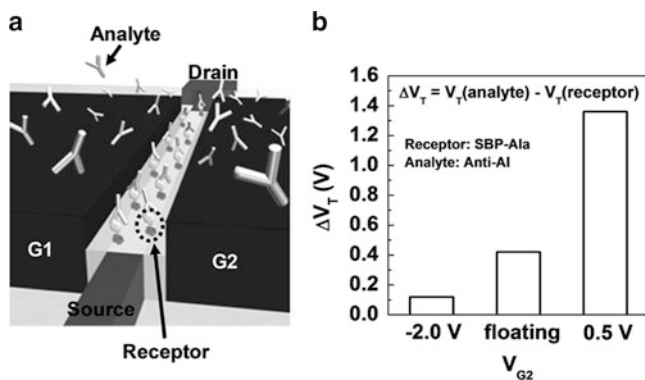 a
Analyte
Drain
G1
G2
Source
Receptor
b
ΔV_T = V_T(analyte) - V_T(receptor)
Receptor: SBP-AIa
Analyte: Anti-AI
ΔV_T (V)
1.6
1.4
1.2
1.0
0.8
0.6
0.4
0.2
0.0
-2.0 V floating 0.5 V
V_G2